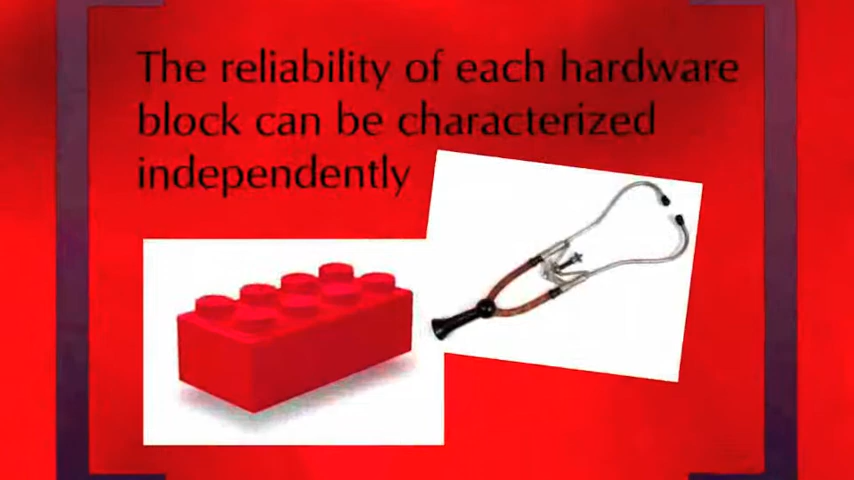 The reliability of each hardware
block can be characterized
independently